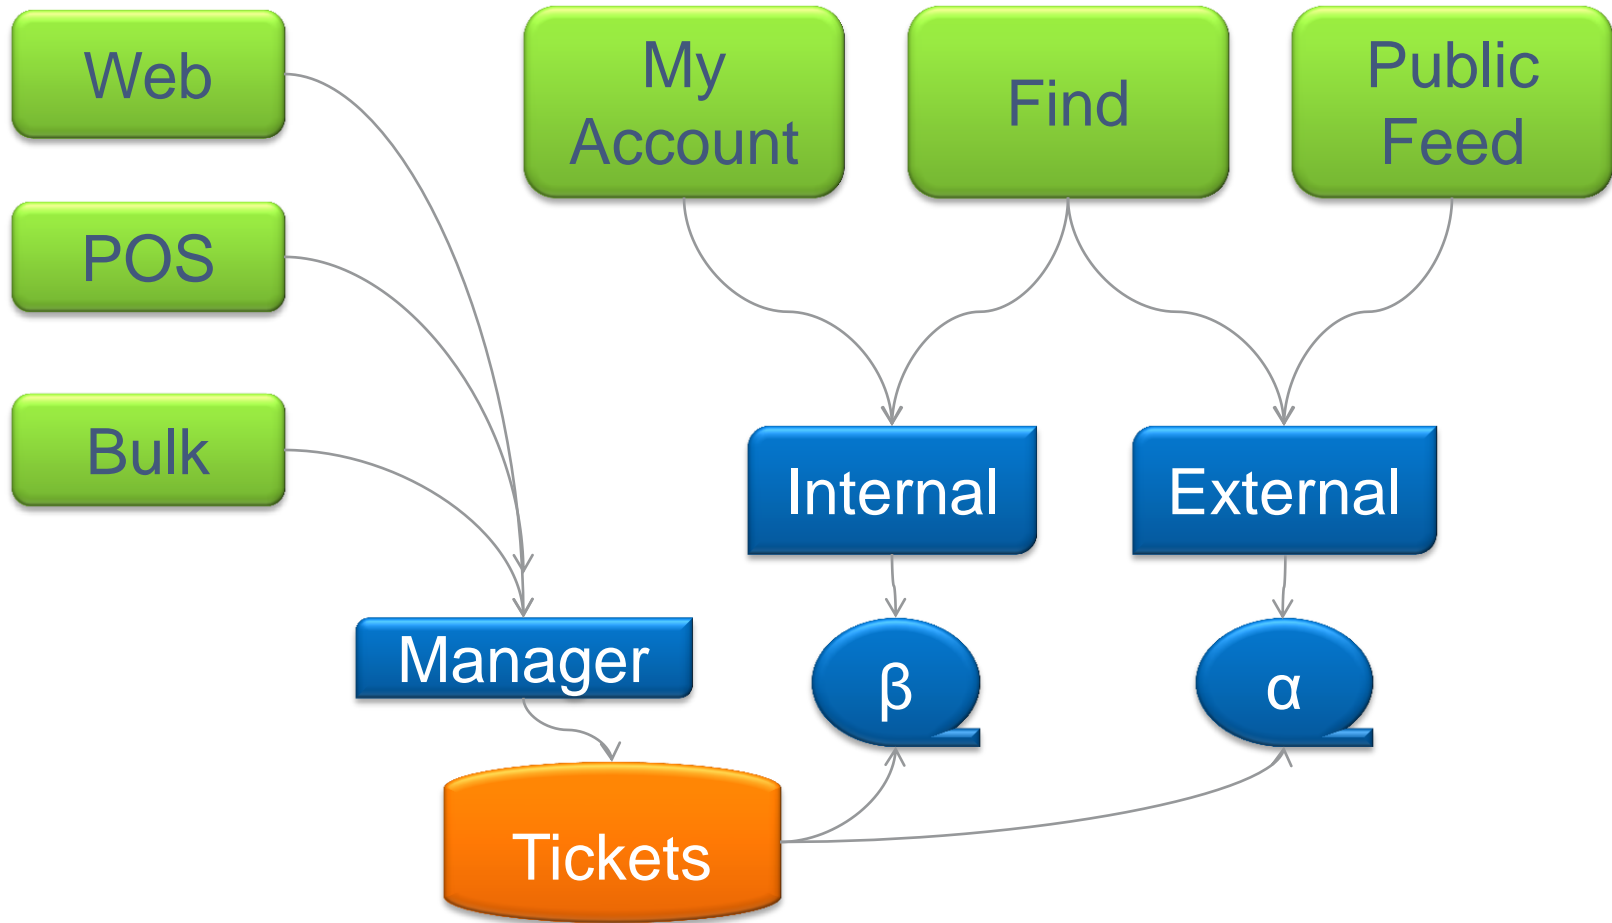 Web
POS
Bulk
My
Account
Find
Public
Feed
Internal
External
Manager
β
α
Tickets